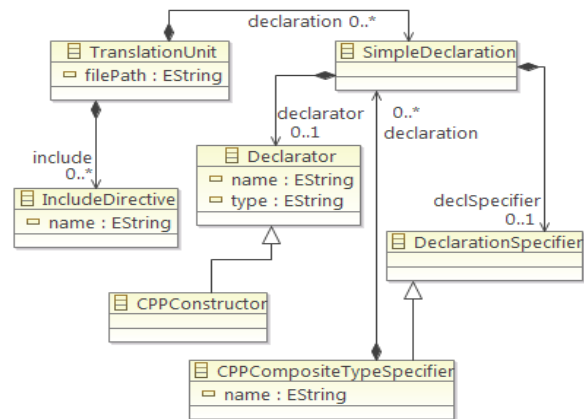 declaration 0..*
TranslationUnit
filePath : EString
SimpleDeclaration
declarator
0..1
0..*
declaration
include
0..*
Declarator
name : EString
type : EString
IncludeDirective
name : EString
declSpecifier
0..1
DeclarationSpecifier
CPPConstructor
CPPCompositeTypeSpecifier
name : EString